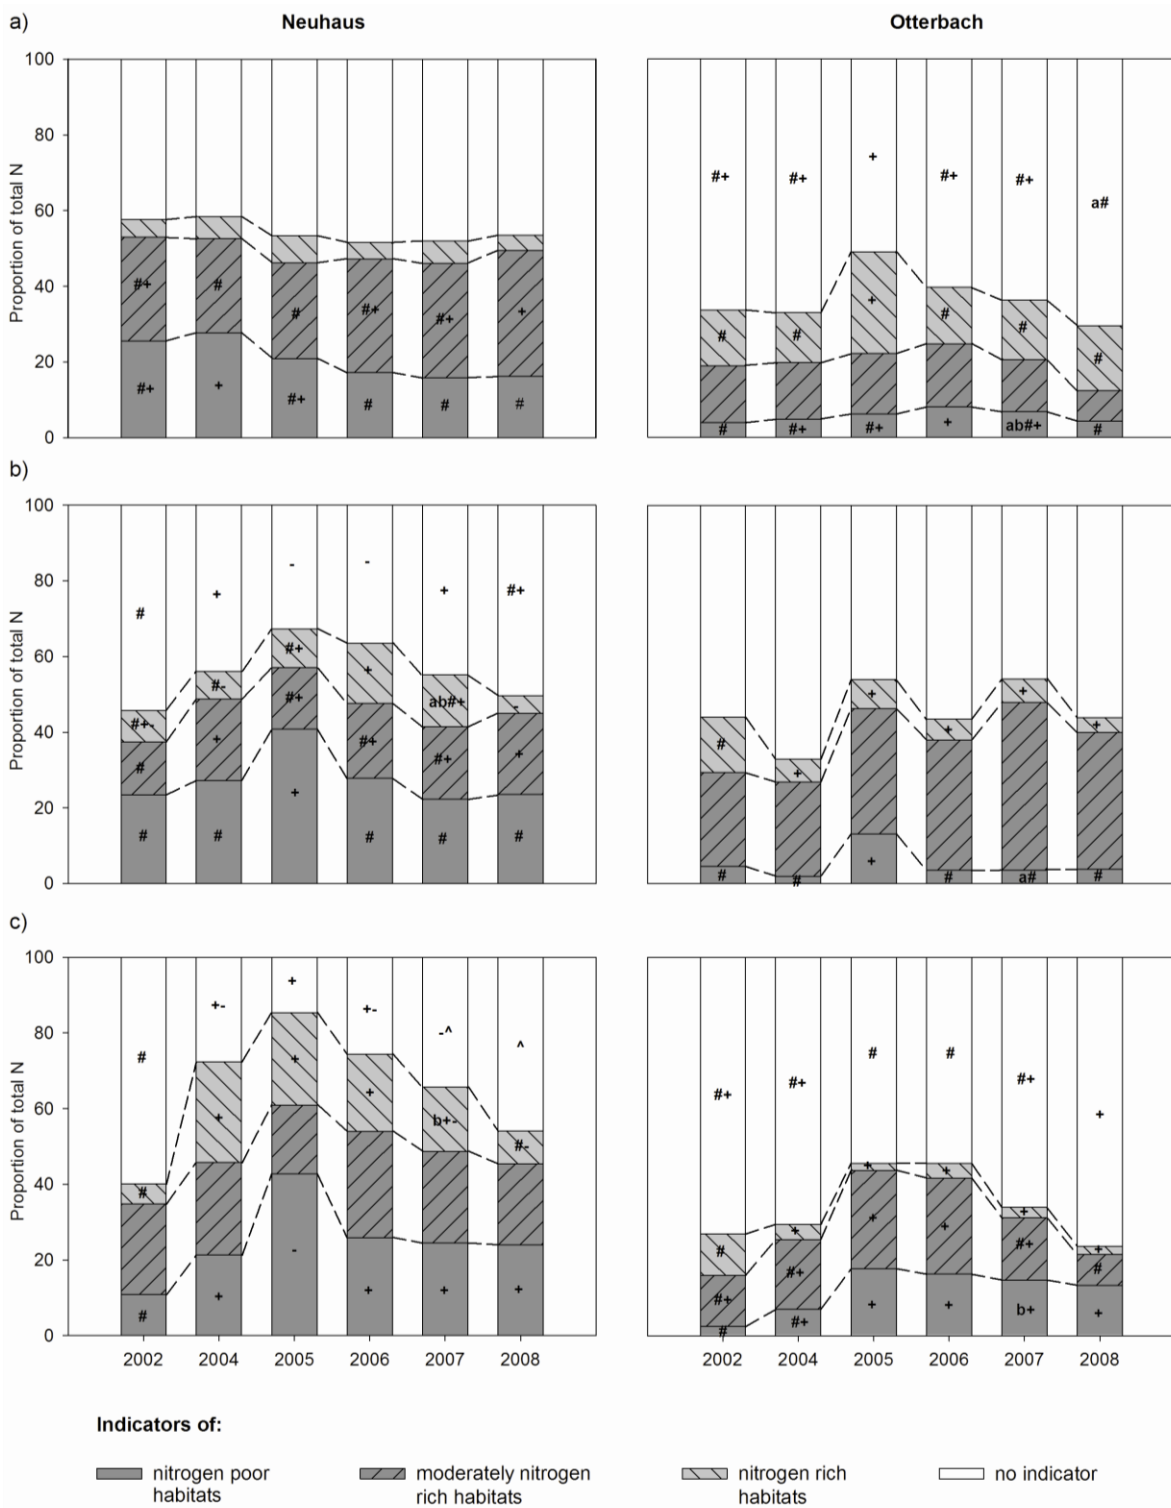 a)
Neuhaus
Otterbach
Proportion of total N
100
80
60
40
20
0
#+ # # #+ #+ +
#+ + #+ # # #
#+ #+ + #+ #+ a#
# # + # # #
# #+ #+ + ab#+ #
b)
Proportion of total N
100
80
60
40
20
0
# + - - + #+
#+- #- #+ + ab#+ -
# + #+ #+ #+ +
# # + # # #
# + + + + +
# # + # a# #
c)
Proportion of total N
100
80
60
40
20
0
# +- + +- -^ ^
# + + + b+- #-
# + - + + +
#+ #+ # # #+ +
# + + + + +
#+ #+ + + #+ #
# #+ + + b+ +
2002 2004 2005 2006 2007 2008
2002 2004 2005 2006 2007 2008
Indicators of:
nitrogen poor
habitats
moderately nitrogen
rich habitats
nitrogen rich
habitats
no indicator